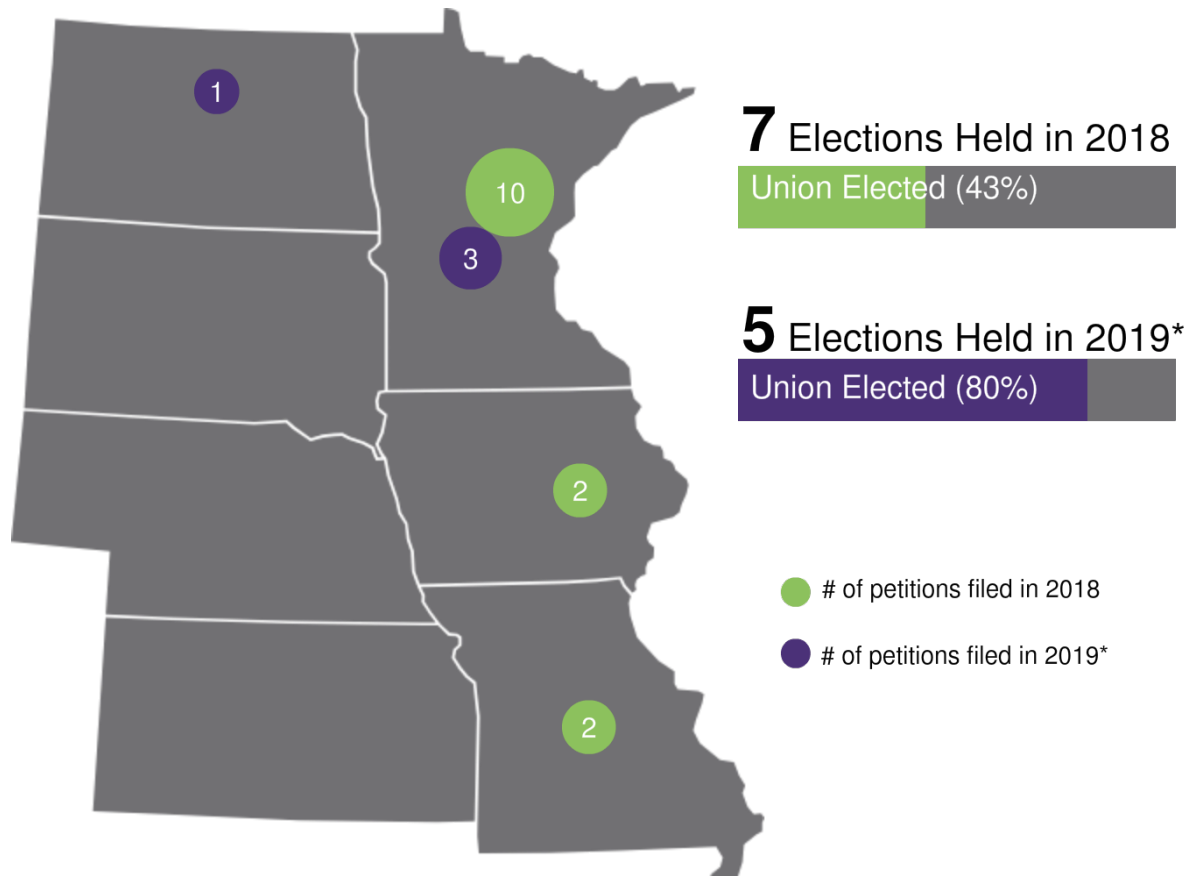 1
10
3
2
2
7 Elections Held in 2018
Union Elected (43%)
5 Elections Held in 2019*
Union Elected (80%)
# of petitions filed in 2018
# of petitions filed in 2019*